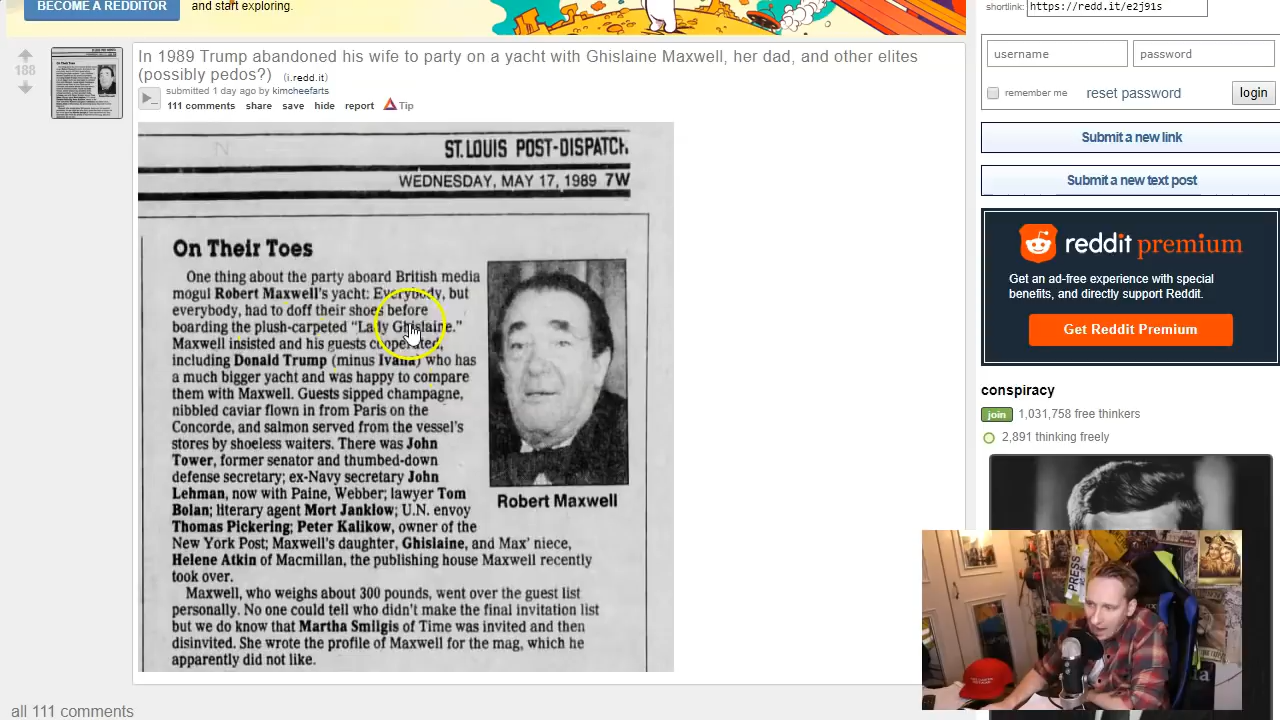 BECOME A REDDITOR
and start exploring.
shortlink: https://redd.it/e2j91s
188
In 1989 Trump abandoned his wife to party on a yacht with Ghislaine Maxwell, her dad, and other elites
(possibly pedos?) (i.redd.it)
submitted 1 day ago by kimcheefarts
111 comments share save hide report Tip
username
password
remember me
reset password
login
Submit a new link
Submit a new text post
reddit premium
Get an ad-free experience with special
benefits, and directly support Reddit.
Get Reddit Premium
conspiracy
join 1,031,758 free thinkers
2,891 thinking freely
ST. LOUIS POST-DISPATCH
WEDNESDAY, MAY 17, 1989 7W
On Their Toes
One thing about the party aboard British media
mogul Robert Maxwell's yacht: Everybody, but
everybody, had to doff their shoes before
boarding the plush-carpeted "Lady Ghislaine."
Maxwell insisted and his guests cooperated
including Donald Trump (minus Ivana) who has
a much bigger yacht and was happy to compare
them with Maxwell. Guests sipped champagne,
nibbled caviar flown in from Paris on the
Concorde, and salmon served from the vessel's
stores by shoeless waiters. There was John
Tower, former senator and thumbed-down
defense secretary; ex-Navy secretary John
Lehman, now with Paine, Webber; lawyer Tom
Bolan; literary agent Mort Janklow; U.N. envoy
Thomas Pickering; Peter Kalikow, owner of the
New York Post; Maxwell's daughter, Ghislaine, and Max' niece,
Helene Atkin of Macmillan, the publishing house Maxwell recently
took over.
Maxwell, who weighs about 300 pounds, went over the guest list
personally. No one could tell who didn't make the final invitation list
but we do know that Martha Smilgis of Time was invited and then
disinvited. She wrote the profile of Maxwell for the mag, which he
apparently did not like.
Robert Maxwell
PRESS
all 111 comments